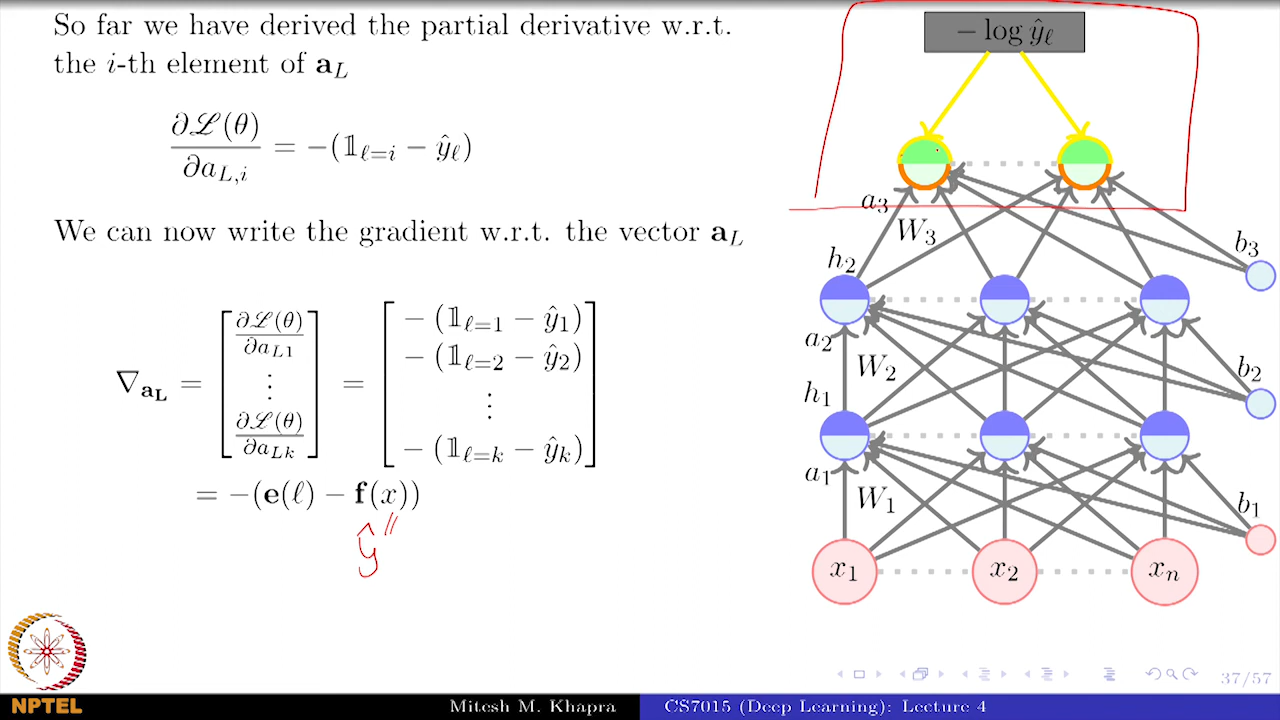 So far we have derived the partial derivative w.r.t.
the i-th element of a_L
∂ℒ(θ)/∂a_{L,i} = −(𝟙_{ℓ=i} − ŷ_ℓ)
We can now write the gradient w.r.t. the vector a_L
∇_{a_L} = [∂ℒ(θ)/∂a_{L1} ⋮ ∂ℒ(θ)/∂a_{Lk}] = [−(𝟙_{ℓ=1} − ŷ_1) −(𝟙_{ℓ=2} − ŷ_2) ⋮ −(𝟙_{ℓ=k} − ŷ_k)]
= −(e(ℓ) − f(x))
ŷ"
− log ŷ_ℓ
a_3
W_3
b_3
h_2
a_2
W_2
b_2
h_1
a_1
W_1
b_1
x_1 x_2 x_n
37/57
NPTEL
Mitesh M. Khapra CS7015 (Deep Learning): Lecture 4